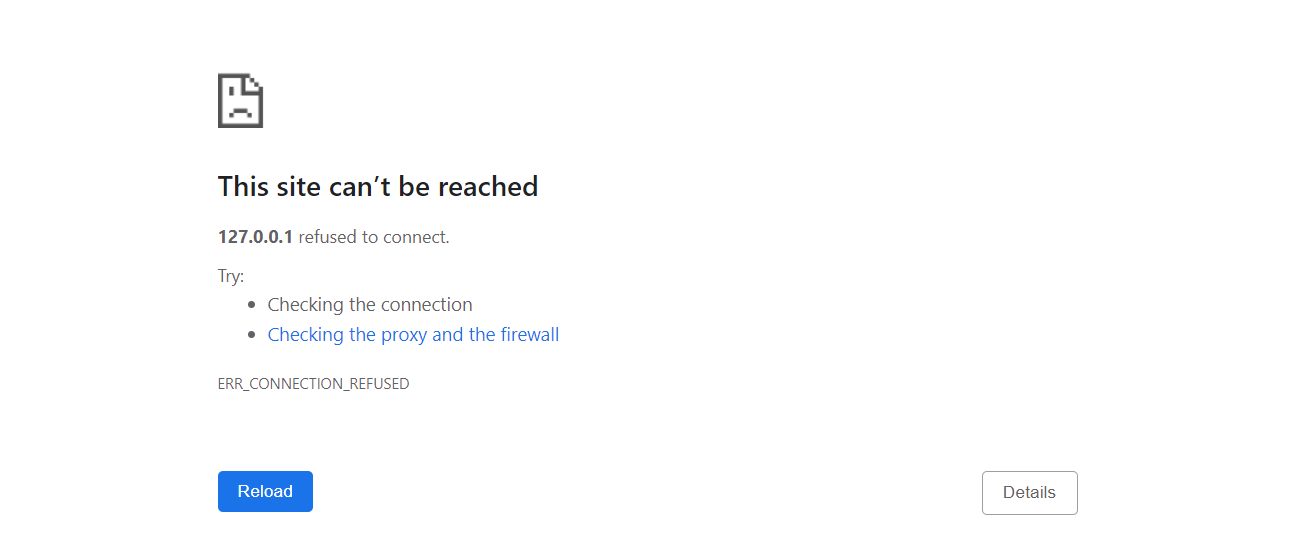 This site can’t be reached
127.0.0.1 refused to connect.
Try:
• Checking the connection
• Checking the proxy and the firewall
ERR_CONNECTION_REFUSED
Reload
Details